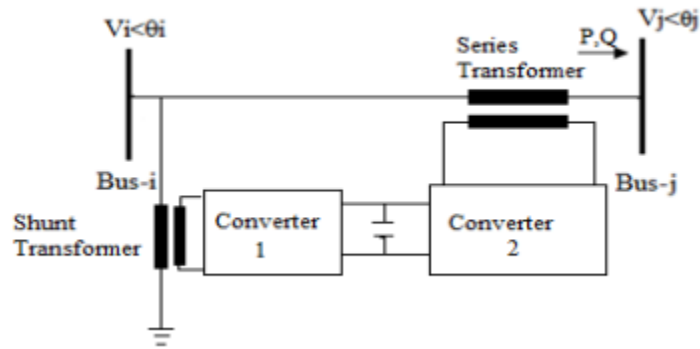 Vi<θi
Vj<θj
Series
Transformer
P,Q
Bus-i
Bus-j
Shunt
Transformer
Converter
1
Converter
2